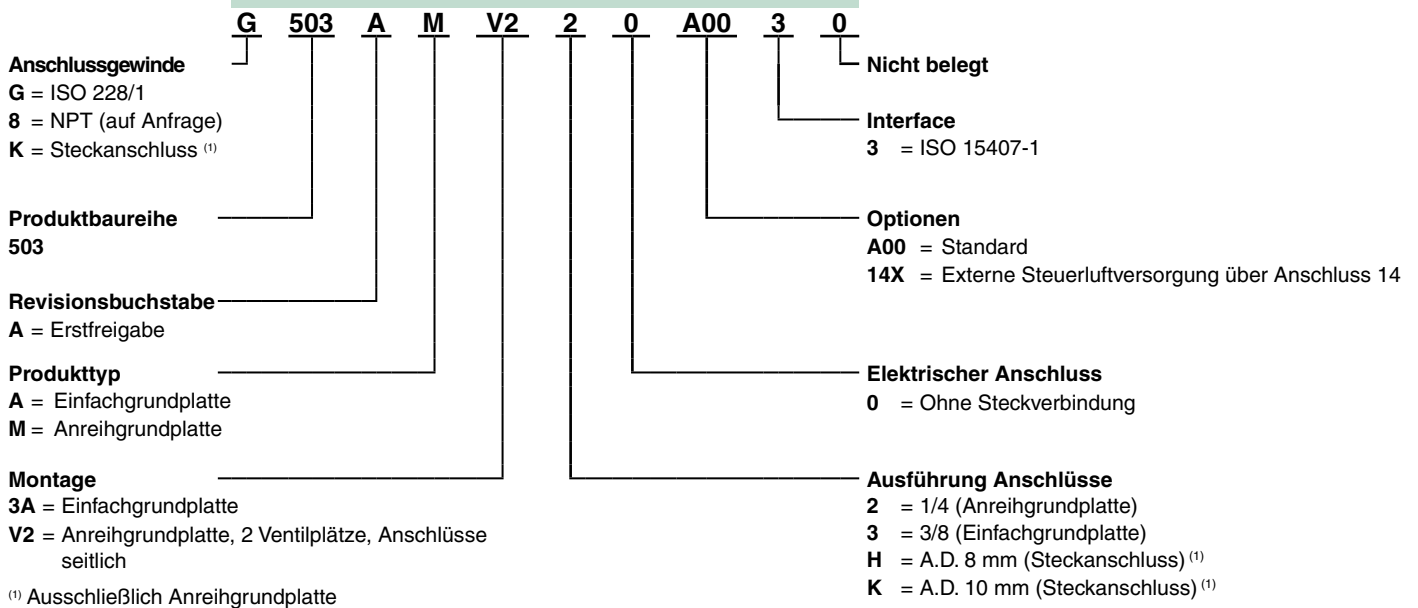 G 503 A M V2 2 0 A00 3 0
Anschlussgewinde
G = ISO 228/1
8 = NPT (auf Anfrage)
K = Steckanschluss (1)
Produktbaureihe
503
Revisionsbuchstabe
A = Erstfreigabe
Produkttyp
A = Einfachgrundplatte
M = Anreihgrundplatte
Montage
3A = Einfachgrundplatte
V2 = Anreihgrundplatte, 2 Ventilplätze, Anschlüsse
seitlich
(1) Ausschließlich Anreihgrundplatte
Nicht belegt
Interface
3 = ISO 15407-1
Optionen
A00 = Standard
14X = Externe Steuerluftversorgung über Anschluss 14
Elektrischer Anschluss
0 = Ohne Steckverbindung
Ausführung Anschlüsse
2 = 1/4 (Anreihgrundplatte)
3 = 3/8 (Einfachgrundplatte)
H = A.D. 8 mm (Steckanschluss) (1)
K = A.D. 10 mm (Steckanschluss) (1)